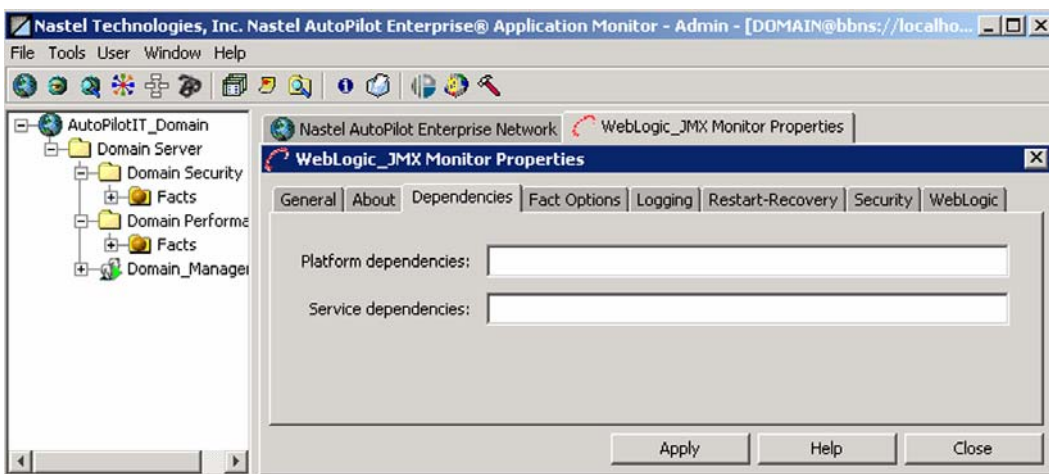 Nastel Technologies, Inc. Nastel AutoPilot Enterprise® Application Monitor - Admin - [DOMAIN@bbns://localho...
File Tools User Window Help
AutoPilotIT_Domain
Domain Server
Domain Security
Facts
Domain Performa
Facts
Domain_Manager
Nastel AutoPilot Enterprise Network
WebLogic_JMX Monitor Properties
WebLogic_JMX Monitor Properties
General About Dependencies Fact Options Logging Restart-Recovery Security WebLogic
Platform dependencies:
Service dependencies:
Apply Help Close